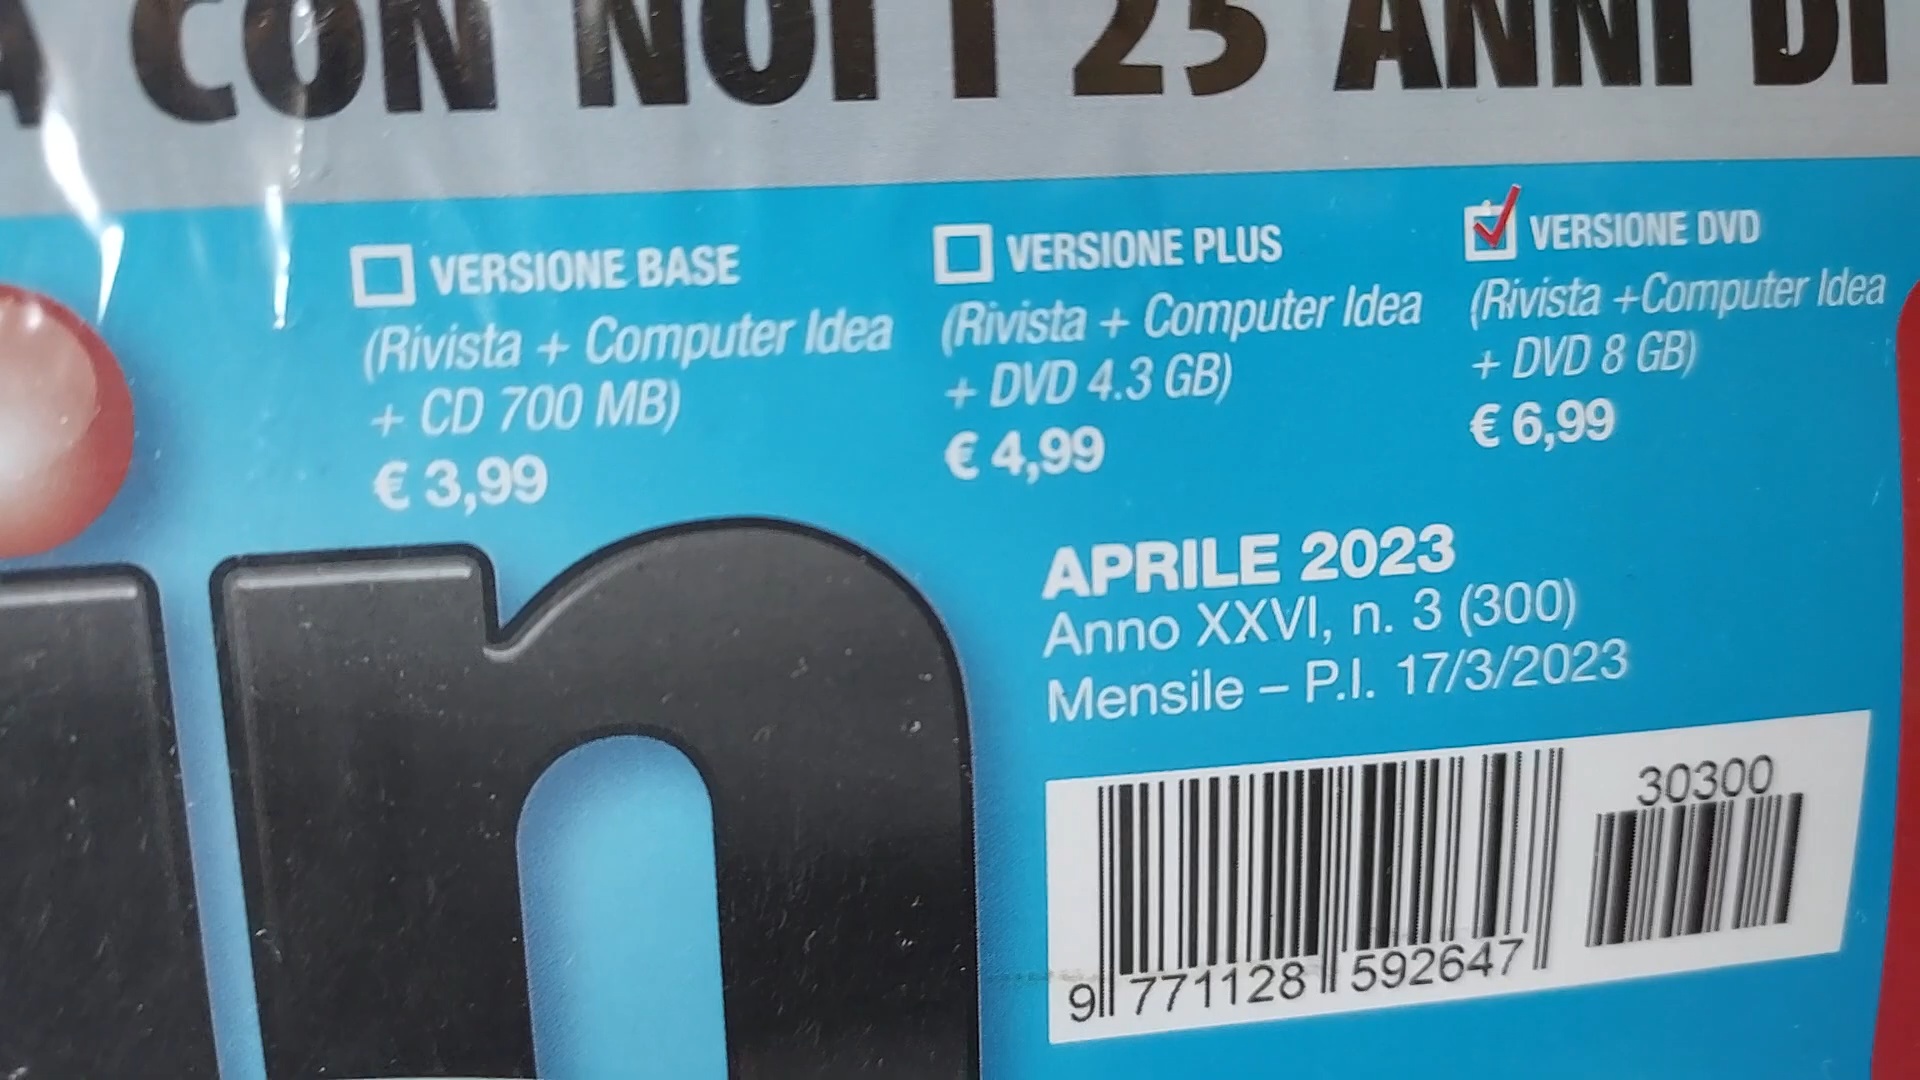 A CON NOI I 25 ANNI DI
VERSIONE BASE
(Rivista + Computer Idea
+ CD 700 MB)
€ 3,99
VERSIONE PLUS
(Rivista + Computer Idea
+ DVD 4.3 GB)
€ 4,99
VERSIONE DVD
(Rivista +Computer Idea
+ DVD 8 GB)
€ 6,99
in
APRILE 2023
Anno XXVI, n. 3 (300)
Mensile – P.I. 17/3/2023
30300
9 771128 592647